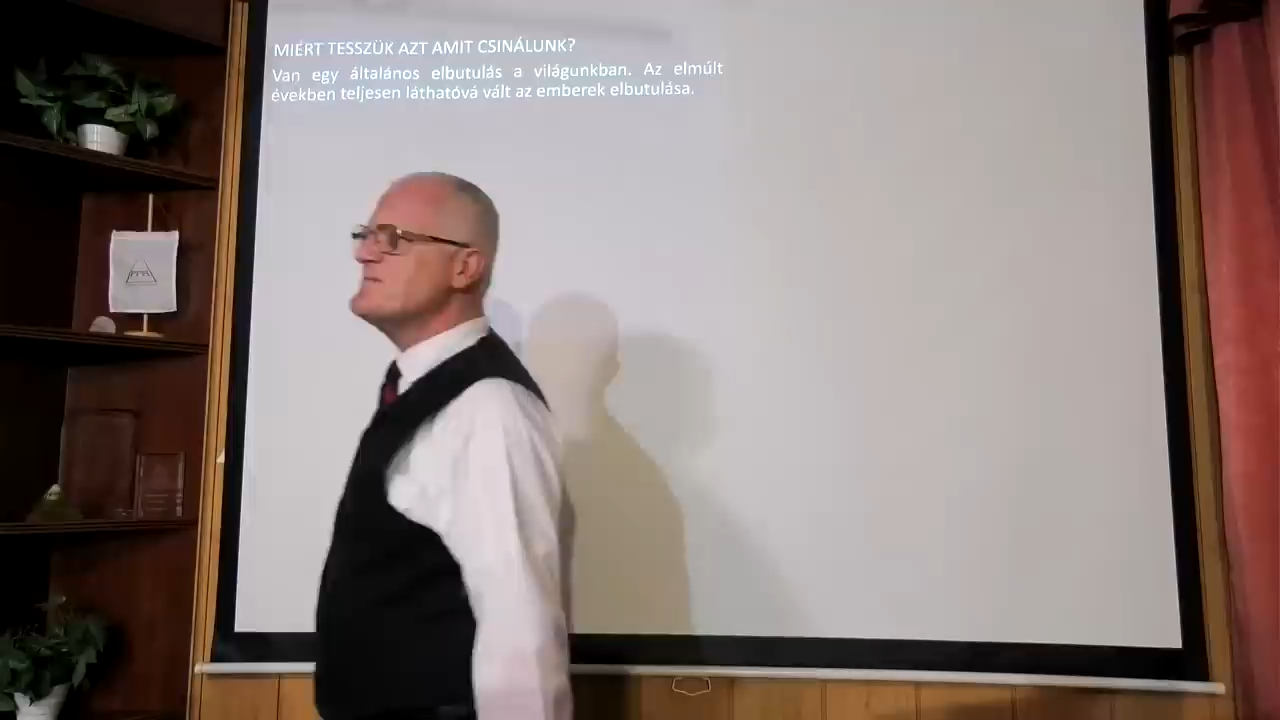 MIÉRT TESSZÜK AZT AMIT CSINÁLUNK?
Van egy általános elbutulás a világunkban. Az elmúlt
években teljesen láthatóvá vált az emberek elbutulása.